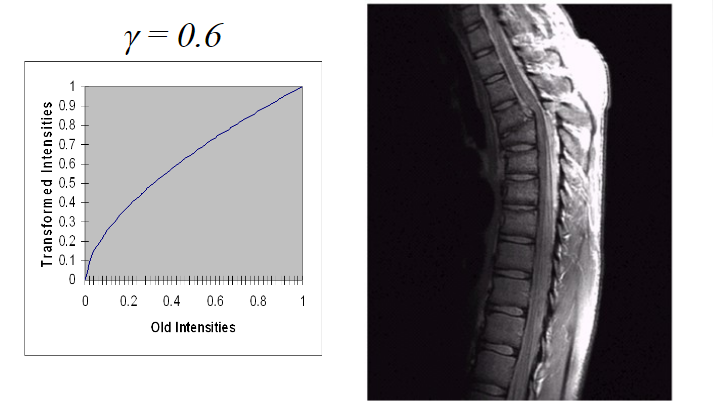 γ = 0.6
Transformed Intensities
1
0.9
0.8
0.7
0.6
0.5
0.4
0.3
0.2
0.1
0
0 0.2 0.4 0.6 0.8 1
Old Intensities